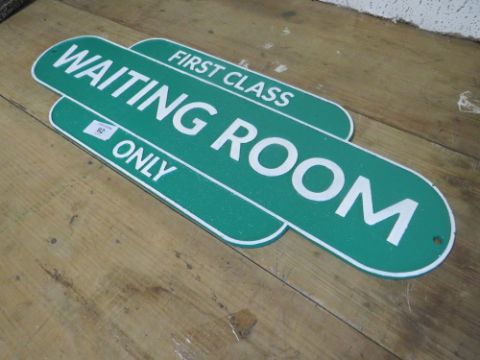 FIRST CLASS
WAITING ROOM
ONLY